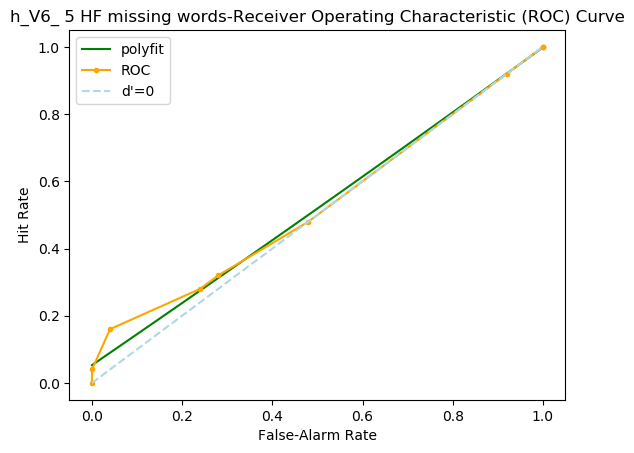 h_V6_ 5 HF missing words-Receiver Operating Characteristic (ROC) Curve
polyfit
ROC
d'=0
1.0
0.8
0.6
0.4
0.2
0.0
Hit Rate
0.0 0.2 0.4 0.6 0.8 1.0
False-Alarm Rate